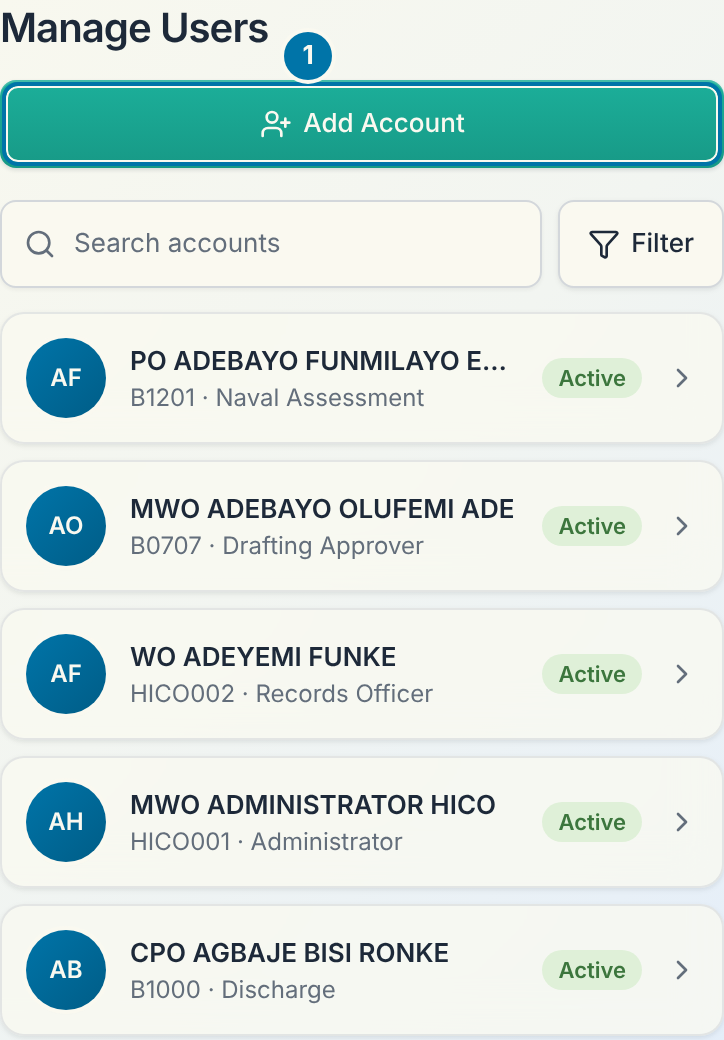 Manage Users
1
Add Account
Search accounts
Filter
AF
PO ADEBAYO FUNMILAYO E...
B1201 · Naval Assessment
Active
AO
MWO ADEBAYO OLUFEMI ADE
B0707 · Drafting Approver
Active
AF
WO ADEYEMI FUNKE
HICO002 · Records Officer
Active
AH
MWO ADMINISTRATOR HICO
HICO001 · Administrator
Active
AB
CPO AGBAJE BISI RONKE
B1000 · Discharge
Active